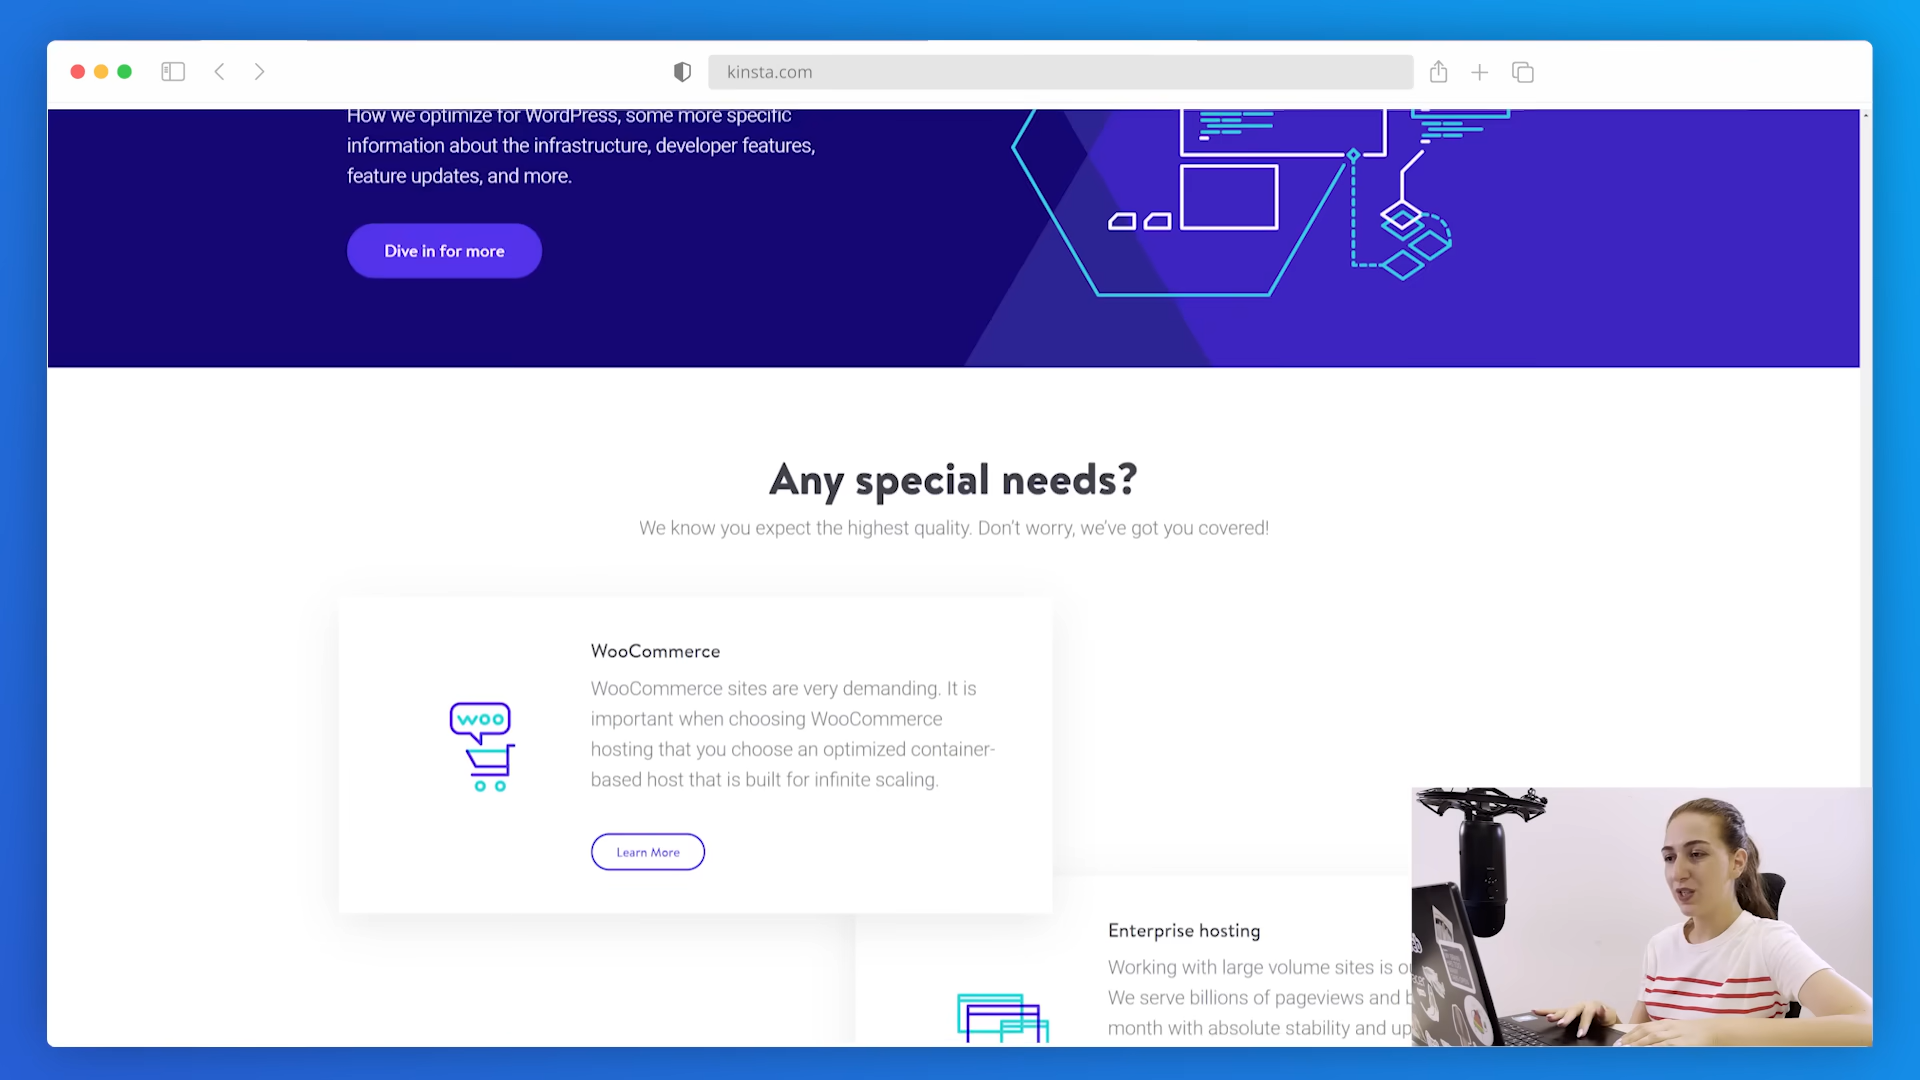 kinsta.com
How we optimize for WordPress, some more specific
information about the infrastructure, developer features,
feature updates, and more.
Dive in for more
Any special needs?
We know you expect the highest quality. Don't worry, we've got you covered!
WooCommerce
WooCommerce sites are very demanding. It is
important when choosing WooCommerce
hosting that you choose an optimized container-
based host that is built for infinite scaling.
woo
Learn More
Enterprise hosting
Working with large volume sites is
We serve billions of pageviews and
month with absolute stability and